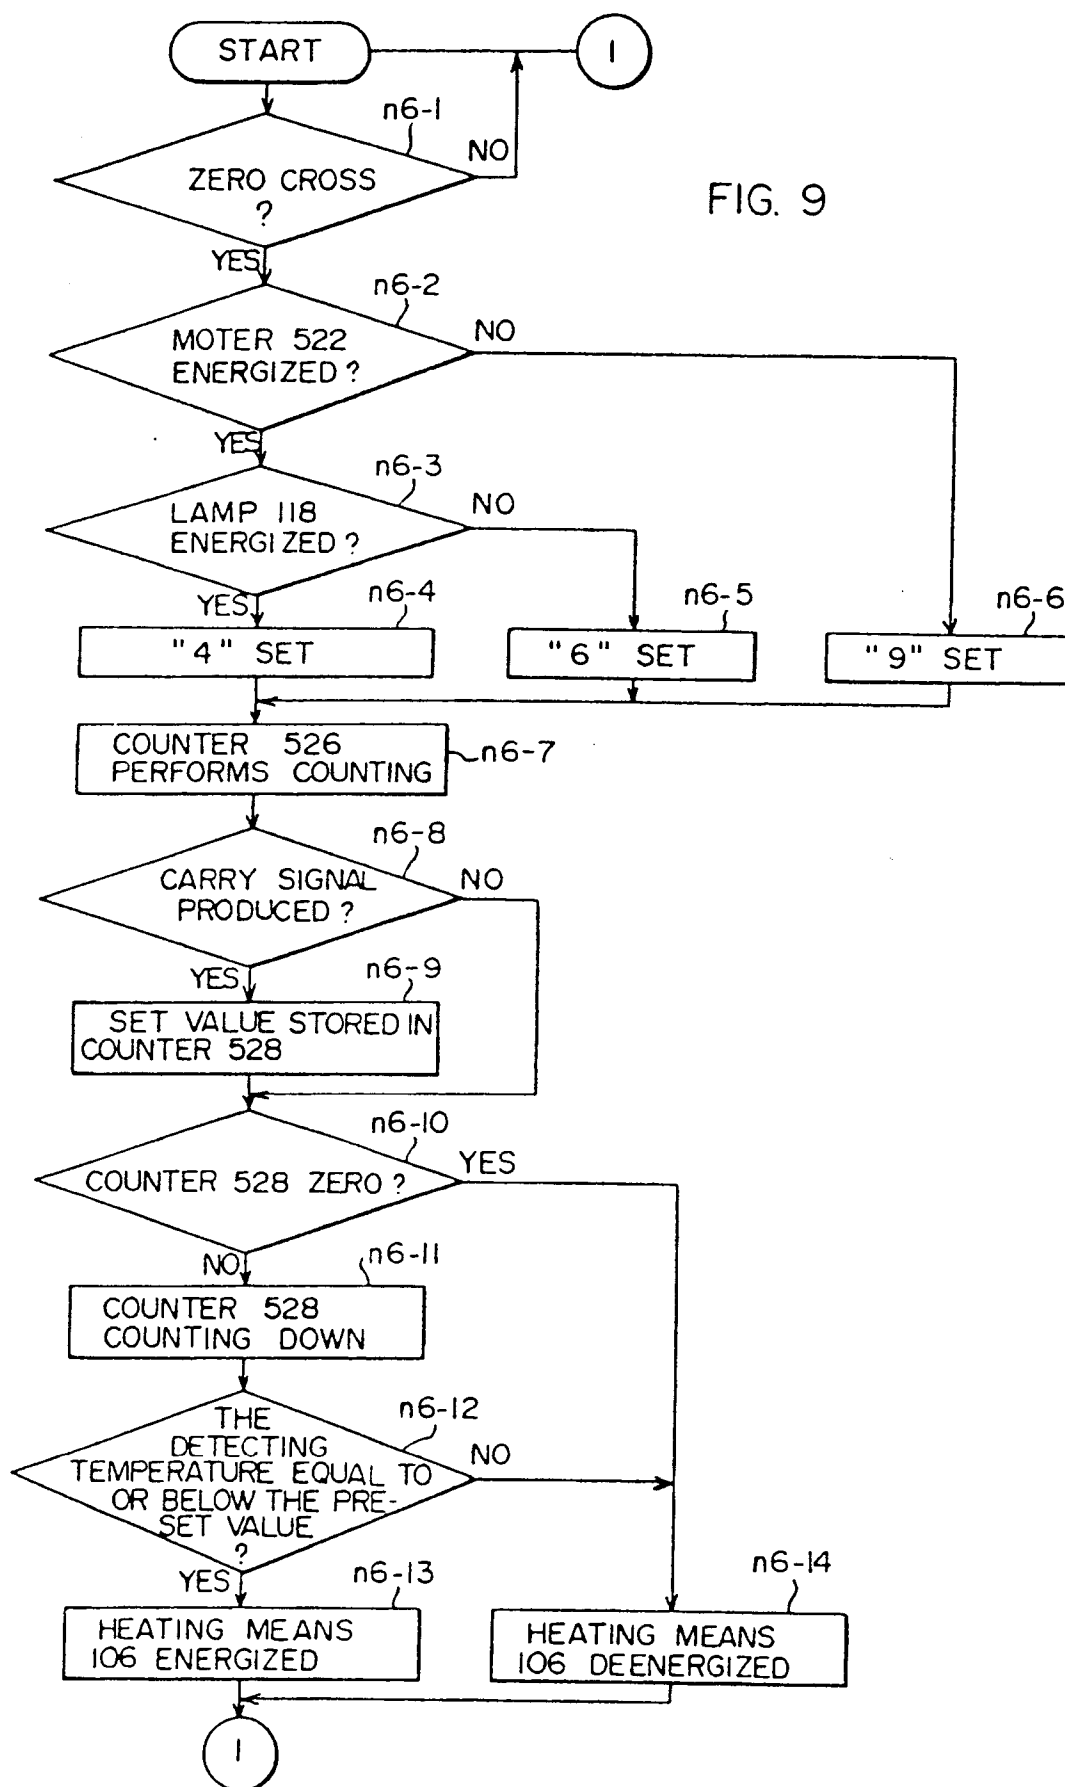 START
1
n6-1
NO
ZERO CROSS
?
FIG. 9
YES
n6-2
NO
MOTER 522
ENERGIZED ?
YES
n6-3
NO
LAMP 118
ENERGIZED ?
YES
n6-4
n6-5
n6-6
"4" SET
"6" SET
"9" SET
COUNTER 526
PERFORMS COUNTING
n6-7
n6-8
NO
CARRY SIGNAL
PRODUCED ?
YES
n6-9
SET VALUE STORED IN
COUNTER 528
n6-10
YES
COUNTER 528 ZERO ?
NO
n6-11
COUNTER 528
COUNTING DOWN
n6-12
NO
THE
DETECTING
TEMPERATURE EQUAL TO
OR BELOW THE PRE-
SET VALUE
?
YES
n6-13
n6-14
HEATING MEANS
106 ENERGIZED
HEATING MEANS
106 DEENERGIZED
1